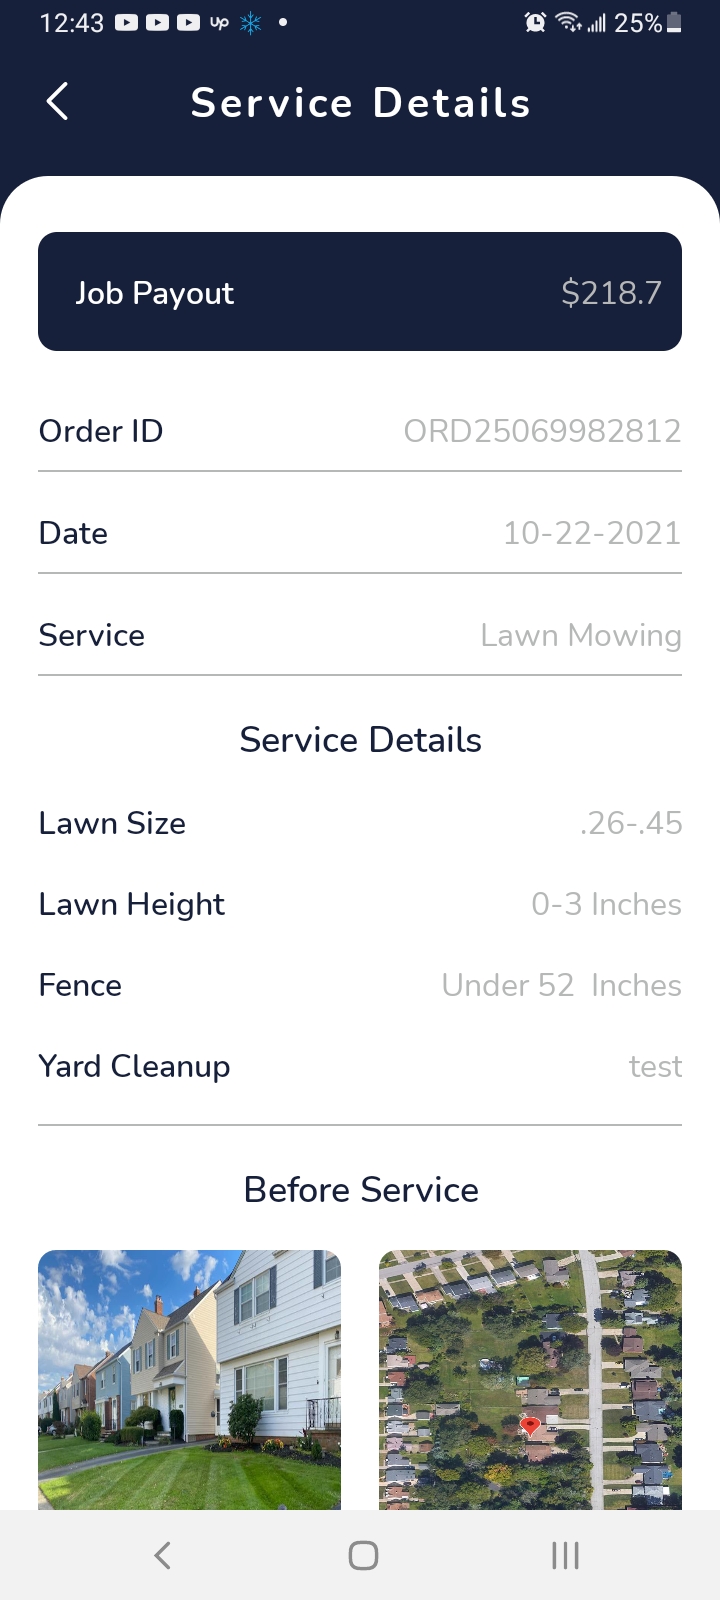 12:43 up 25%
Service Details
Job Payout $218.7
Order ID ORD25069982812
Date 10-22-2021
Service Lawn Mowing
Service Details
Lawn Size .26-.45
Lawn Height 0-3 Inches
Fence Under 52  Inches
Yard Cleanup test
Before Service